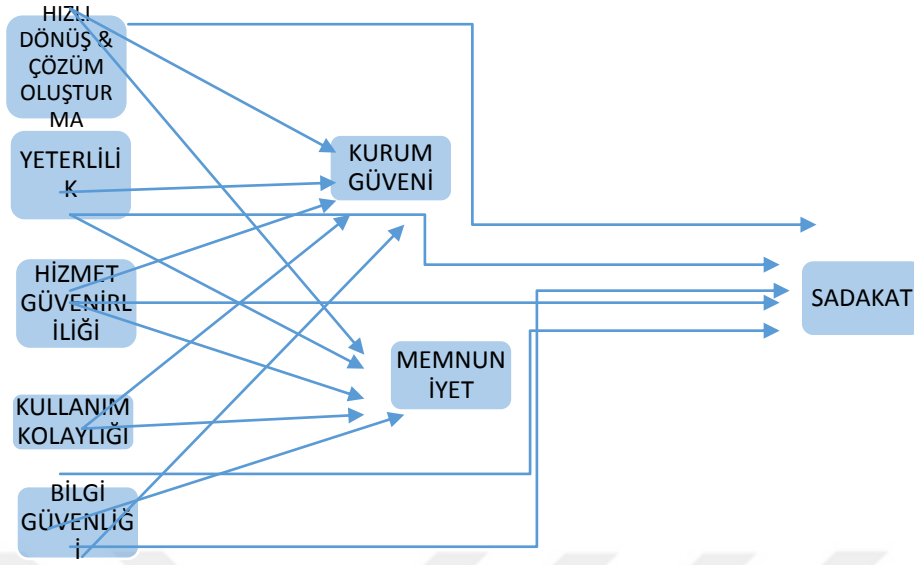 HIZLI
DÖNÜŞ &
ÇÖZÜM
OLUŞTUR
MA
YETERLİLİ
K
HİZMET
GÜVENİRL
İLİĞİ
KULLANIM
KOLAYLIĞI
BİLGİ
GÜVENLİĞ
İ
KURUM
GÜVENİ
MEMNUN
İYET
SADAKAT